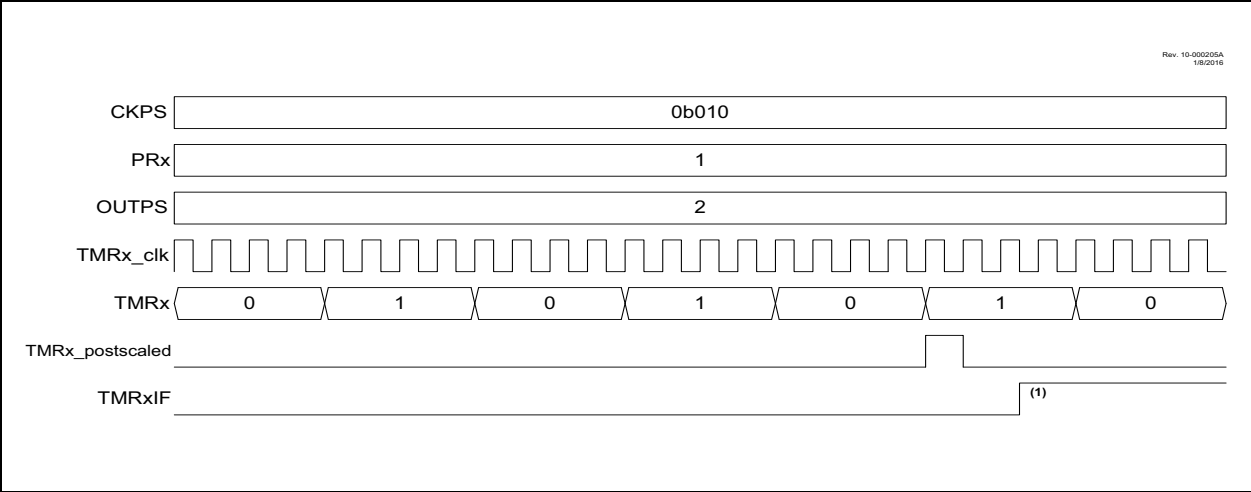 Rev. 10-000205A
1/8/2016
CKPS 0b010
PRx 1
OUTPS 2
TMRx_clk
TMRx 0 1 0 1 0 1 0
TMRx_postscaled
TMRxIF (1)